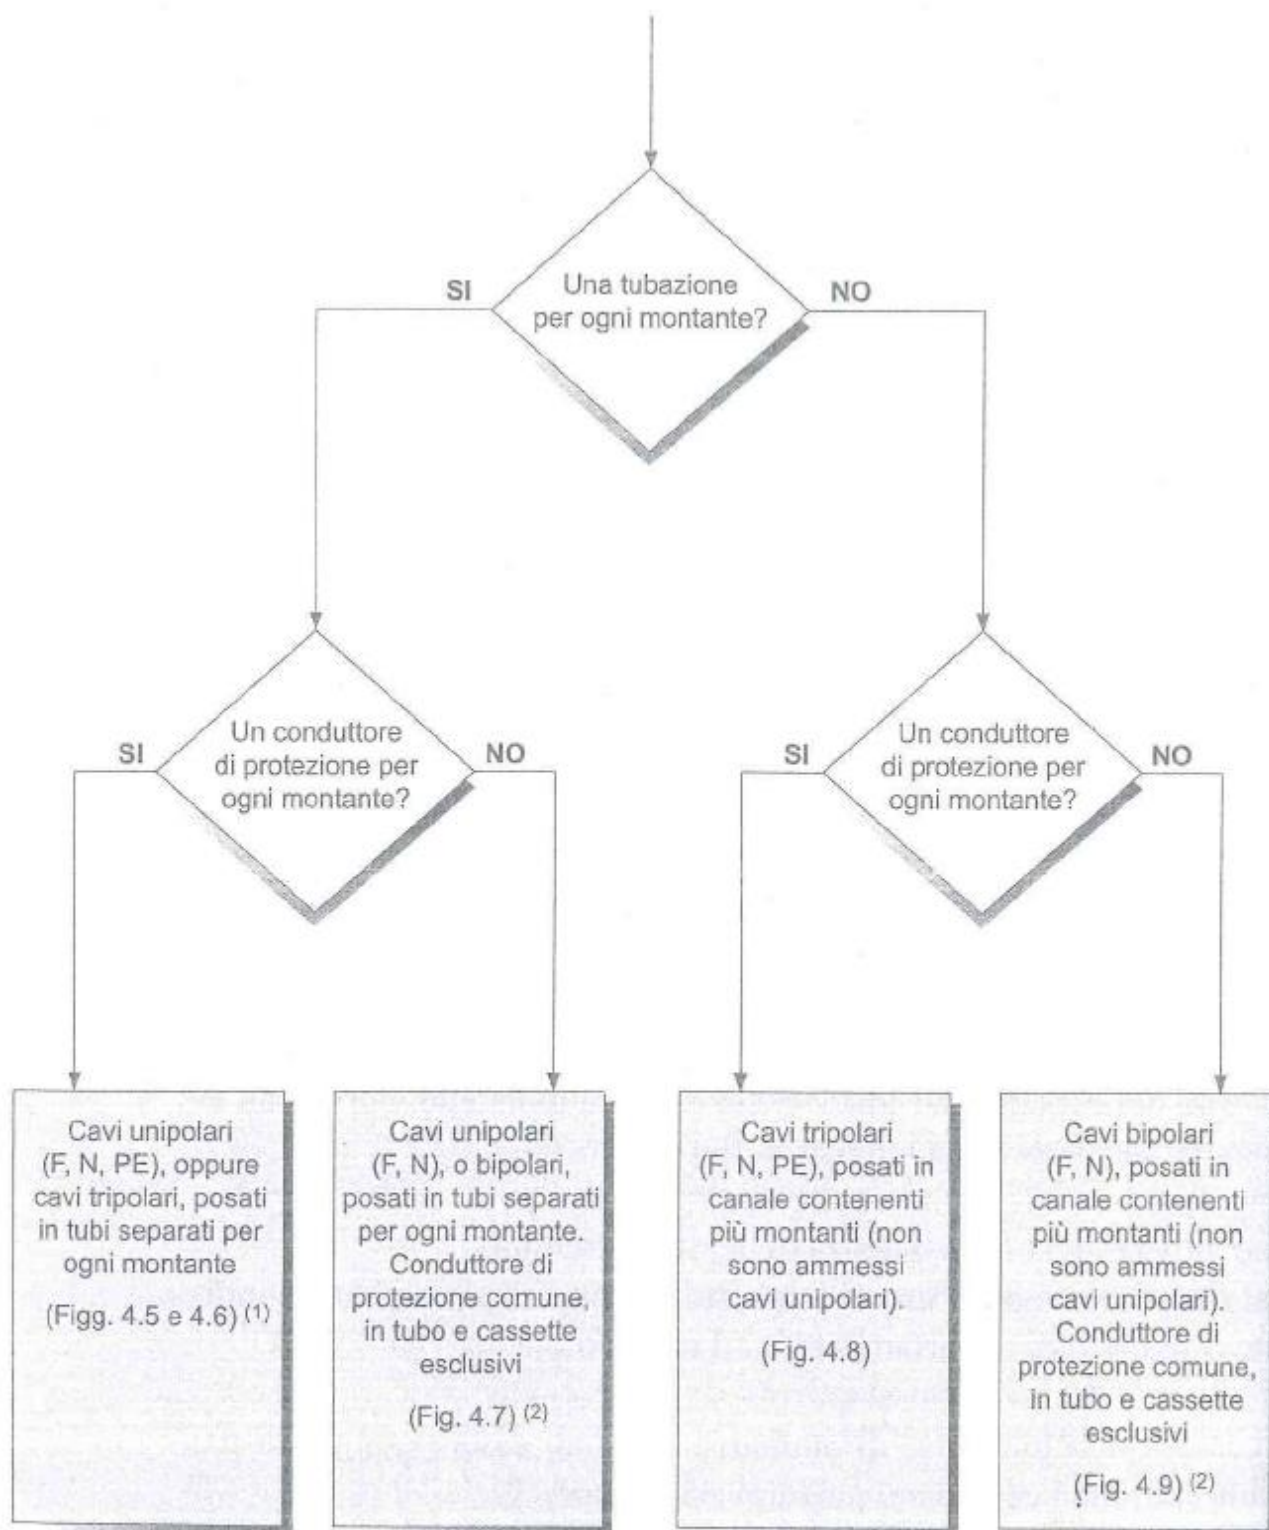 Una tubazione
per ogni montante?
SI
NO
Un conduttore
di protezione per
ogni montante?
SI
NO
Un conduttore
di protezione per
ogni montante?
SI
NO
Cavi unipolari
(F, N, PE), oppure
cavi tripolari, posati
in tubi separati per
ogni montante
(Figg. 4.5 e 4.6) (1)
Cavi unipolari
(F, N), o bipolari,
posati in tubi separati
per ogni montante.
Conduttore di
protezione comune,
in tubo e cassette
esclusivi
(Fig. 4.7) (2)
Cavi tripolari
(F, N, PE), posati in
canale contenenti
più montanti (non
sono ammessi
cavi unipolari).
(Fig. 4.8)
Cavi bipolari
(F, N), posati in
canale contenenti
più montanti (non
sono ammessi
cavi unipolari).
Conduttore di
protezione comune,
in tubo e cassette
esclusivi
(Fig. 4.9) (2)